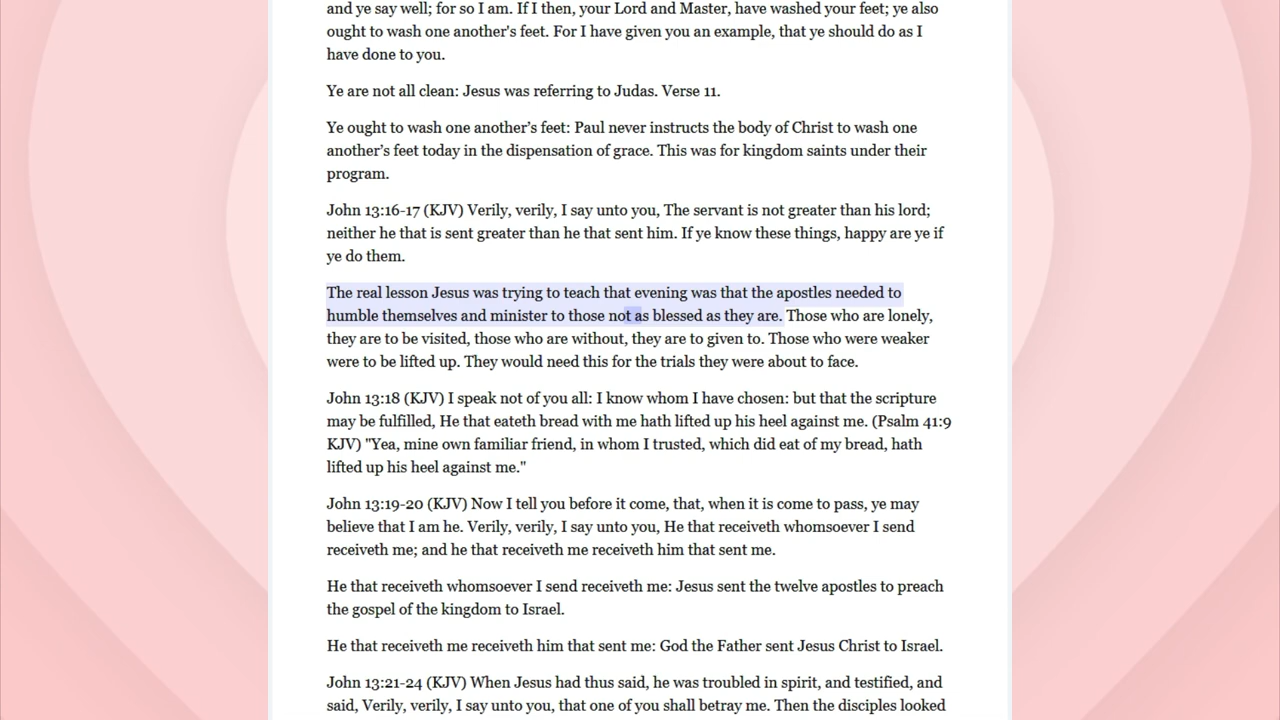 and ye say well; for so I am. If I then, your Lord and Master, have washed your feet; ye also
ought to wash one another's feet. For I have given you an example, that ye should do as I
have done to you.
Ye are not all clean: Jesus was referring to Judas. Verse 11.
Ye ought to wash one another’s feet: Paul never instructs the body of Christ to wash one
another’s feet today in the dispensation of grace. This was for kingdom saints under their
program.
John 13:16-17 (KJV) Verily, verily, I say unto you, The servant is not greater than his lord;
neither he that is sent greater than he that sent him. If ye know these things, happy are ye if
ye do them.
The real lesson Jesus was trying to teach that evening was that the apostles needed to
humble themselves and minister to those not as blessed as they are. Those who are lonely,
they are to be visited, those who are without, they are to given to. Those who were weaker
were to be lifted up. They would need this for the trials they were about to face.
John 13:18 (KJV) I speak not of you all: I know whom I have chosen: but that the scripture
may be fulfilled, He that eateth bread with me hath lifted up his heel against me. (Psalm 41:9
KJV) "Yea, mine own familiar friend, in whom I trusted, which did eat of my bread, hath
lifted up his heel against me."
John 13:19-20 (KJV) Now I tell you before it come, that, when it is come to pass, ye may
believe that I am he. Verily, verily, I say unto you, He that receiveth whomsoever I send
receiveth me; and he that receiveth me receiveth him that sent me.
He that receiveth whomsoever I send receiveth me: Jesus sent the twelve apostles to preach
the gospel of the kingdom to Israel.
He that receiveth me receiveth him that sent me: God the Father sent Jesus Christ to Israel.
John 13:21-24 (KJV) When Jesus had thus said, he was troubled in spirit, and testified, and
said, Verily, verily, I say unto you, that one of you shall betray me. Then the disciples looked